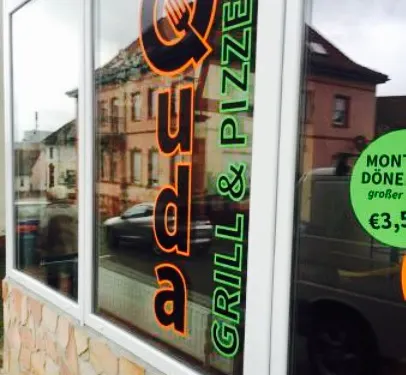 Quda
GRILL & PIZZE
MONT
DÖNE
großer
€3,5